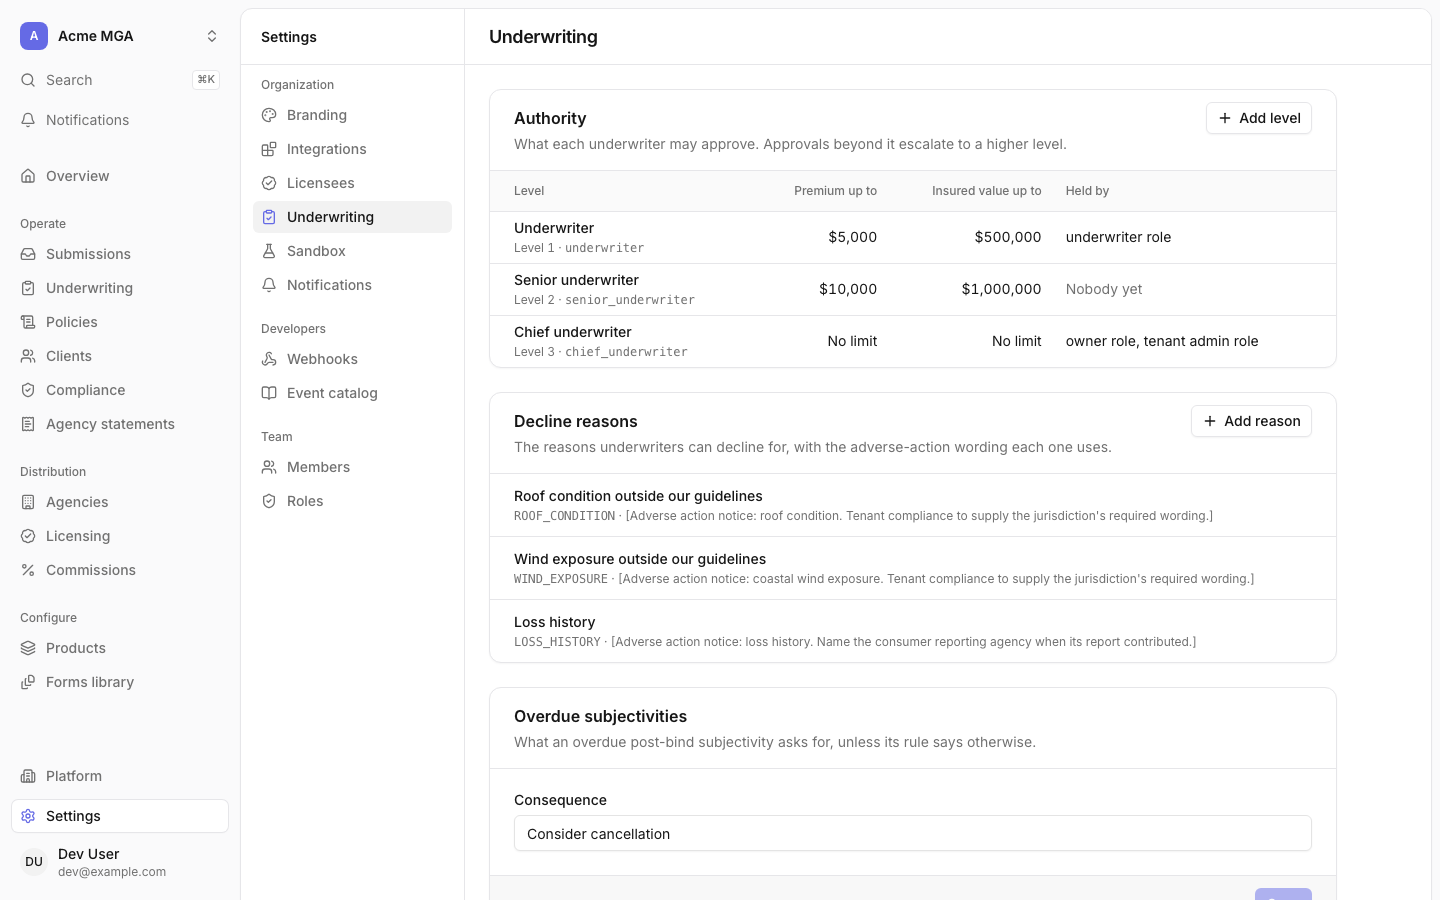 A Acme MGA
Search ⌘K
Notifications
Overview
Operate
Submissions
Underwriting
Policies
Clients
Compliance
Agency statements
Distribution
Agencies
Licensing
Commissions
Configure
Products
Forms library
Platform
Settings
DU Dev User
dev@example.com
Settings
Organization
Branding
Integrations
Licensees
Underwriting
Sandbox
Notifications
Developers
Webhooks
Event catalog
Team
Members
Roles
Underwriting
Authority
Add level
What each underwriter may approve. Approvals beyond it escalate to a higher level.
Level Premium up to Insured value up to Held by
Underwriter
Level 1 · underwriter
$5,000 $500,000 underwriter role
Senior underwriter
Level 2 · senior_underwriter
$10,000 $1,000,000 Nobody yet
Chief underwriter
Level 3 · chief_underwriter
No limit No limit owner role, tenant admin role
Decline reasons
Add reason
The reasons underwriters can decline for, with the adverse-action wording each one uses.
Roof condition outside our guidelines
ROOF_CONDITION · [Adverse action notice: roof condition. Tenant compliance to supply the jurisdiction's required wording.]
Wind exposure outside our guidelines
WIND_EXPOSURE · [Adverse action notice: coastal wind exposure. Tenant compliance to supply the jurisdiction's required wording.]
Loss history
LOSS_HISTORY · [Adverse action notice: loss history. Name the consumer reporting agency when its report contributed.]
Overdue subjectivities
What an overdue post-bind subjectivity asks for, unless its rule says otherwise.
Consequence
Consider cancellation